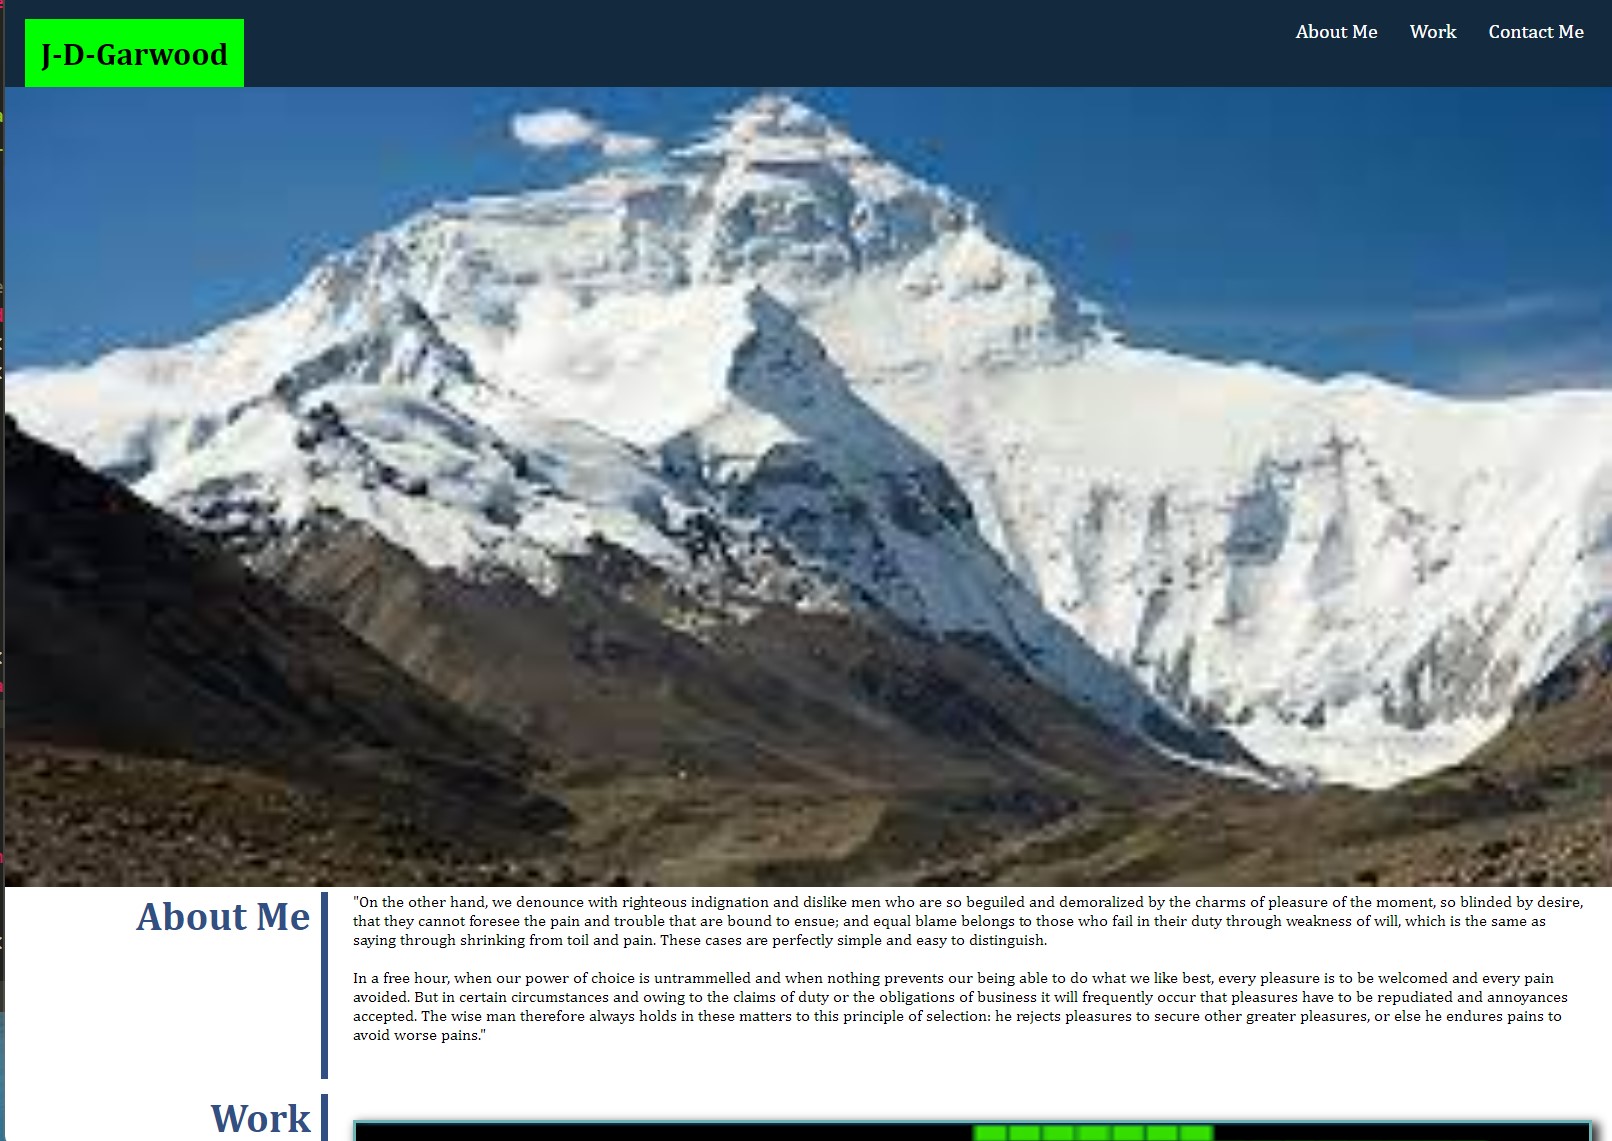 J-D-Garwood
About Me Work Contact Me
About Me
"On the other hand, we denounce with righteous indignation and dislike men who are so beguiled and demoralized by the charms of pleasure of the moment, so blinded by desire,
that they cannot foresee the pain and trouble that are bound to ensue; and equal blame belongs to those who fail in their duty through weakness of will, which is the same as
saying through shrinking from toil and pain. These cases are perfectly simple and easy to distinguish.
In a free hour, when our power of choice is untrammelled and when nothing prevents our being able to do what we like best, every pleasure is to be welcomed and every pain
avoided. But in certain circumstances and owing to the claims of duty or the obligations of business it will frequently occur that pleasures have to be repudiated and annoyances
accepted. The wise man therefore always holds in these matters to this principle of selection: he rejects pleasures to secure other greater pleasures, or else he endures pains to
avoid worse pains."
Work